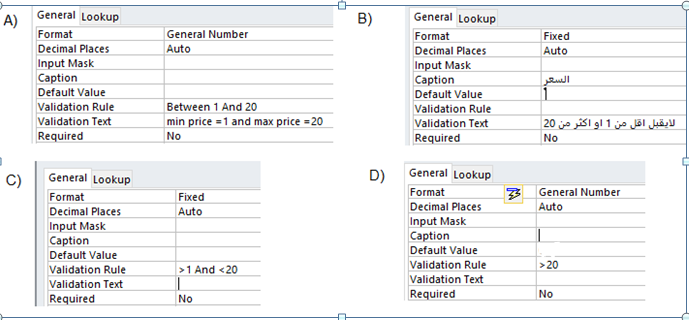 A)
General Lookup
Format General Number
Decimal Places Auto
Input Mask
Caption
Default Value
Validation Rule Between 1 And 20
Validation Text min price =1 and max price =20
Required No
B)
General Lookup
Format Fixed
Decimal Places Auto
Input Mask
Caption السعر
Default Value 1
Validation Rule
Validation Text لايقبل اقل من 1 او اكثر من 20
Required No
C)
General Lookup
Format Fixed
Decimal Places Auto
Input Mask
Caption
Default Value
Validation Rule >1 And <20
Validation Text
Required No
D)
General Lookup
Format General Number
Decimal Places Auto
Input Mask
Caption
Default Value
Validation Rule >20
Validation Text
Required No